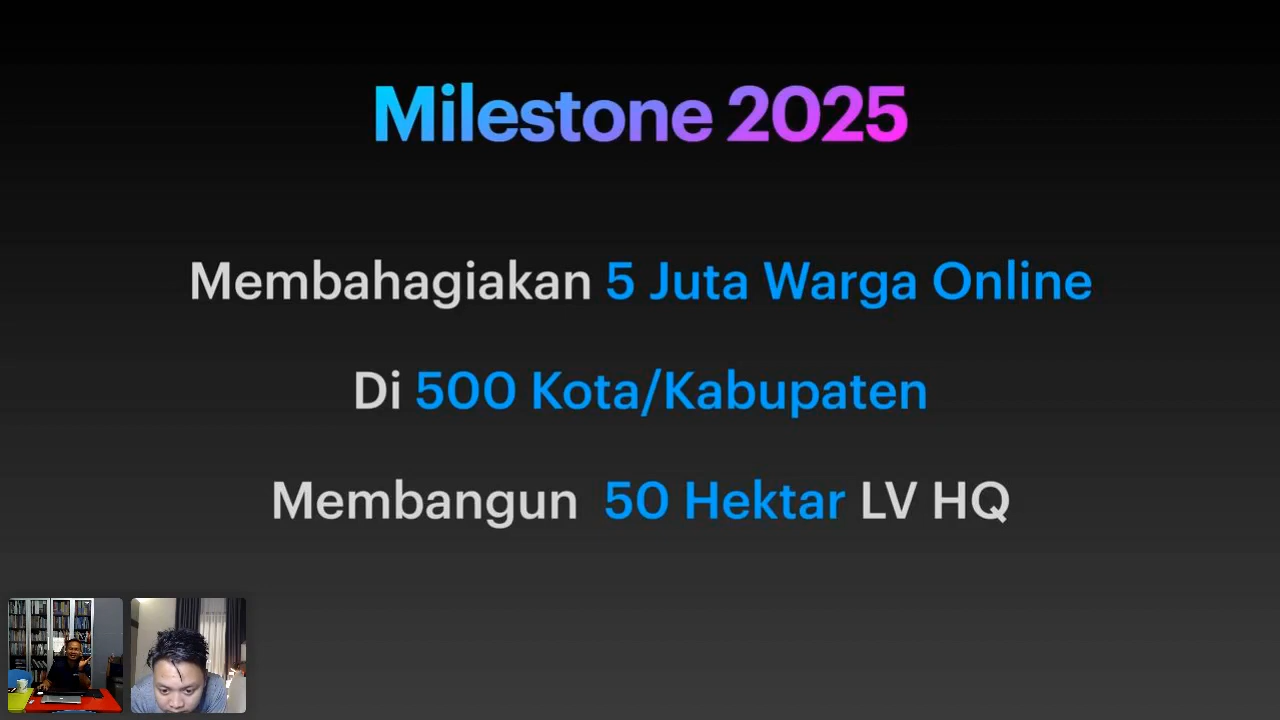 Milestone 2025
Membahagiakan 5 Juta Warga Online
Di 500 Kota/Kabupaten
Membangun 50 Hektar LV HQ